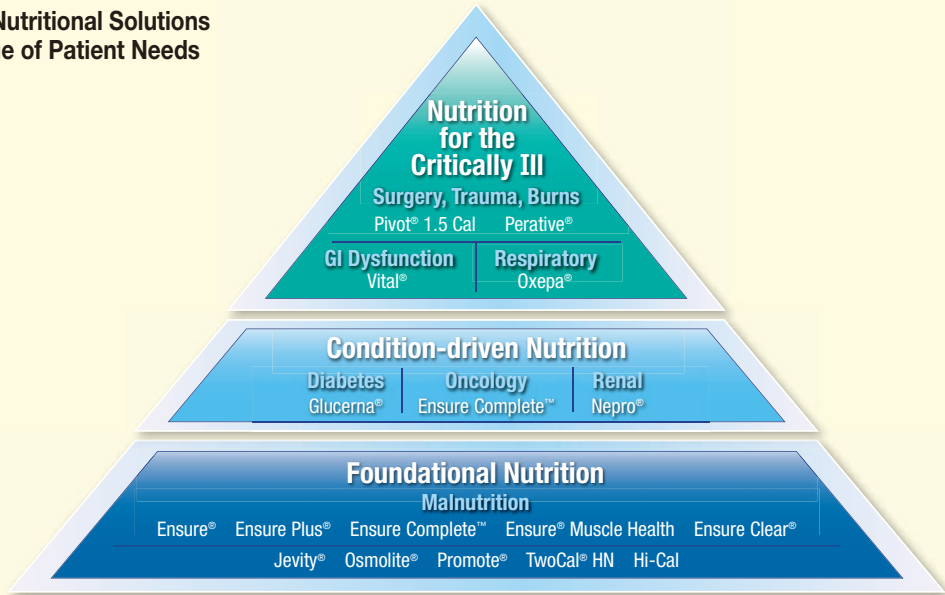 Nutritional Solutions
of Patient Needs
Nutrition
for the
Critically Ill
Surgery, Trauma, Burns
Pivot® 1.5 Cal Perative®
GI Dysfunction Respiratory
Vital® Oxepa®
Condition-driven Nutrition
Diabetes Oncology Renal
Glucerna® Ensure Complete™ Nepro®
Foundational Nutrition
Malnutrition
Ensure® Ensure Plus® Ensure Complete™ Ensure® Muscle Health Ensure Clear®
Jevity® Osmolite® Promote® TwoCal® HN Hi-Cal